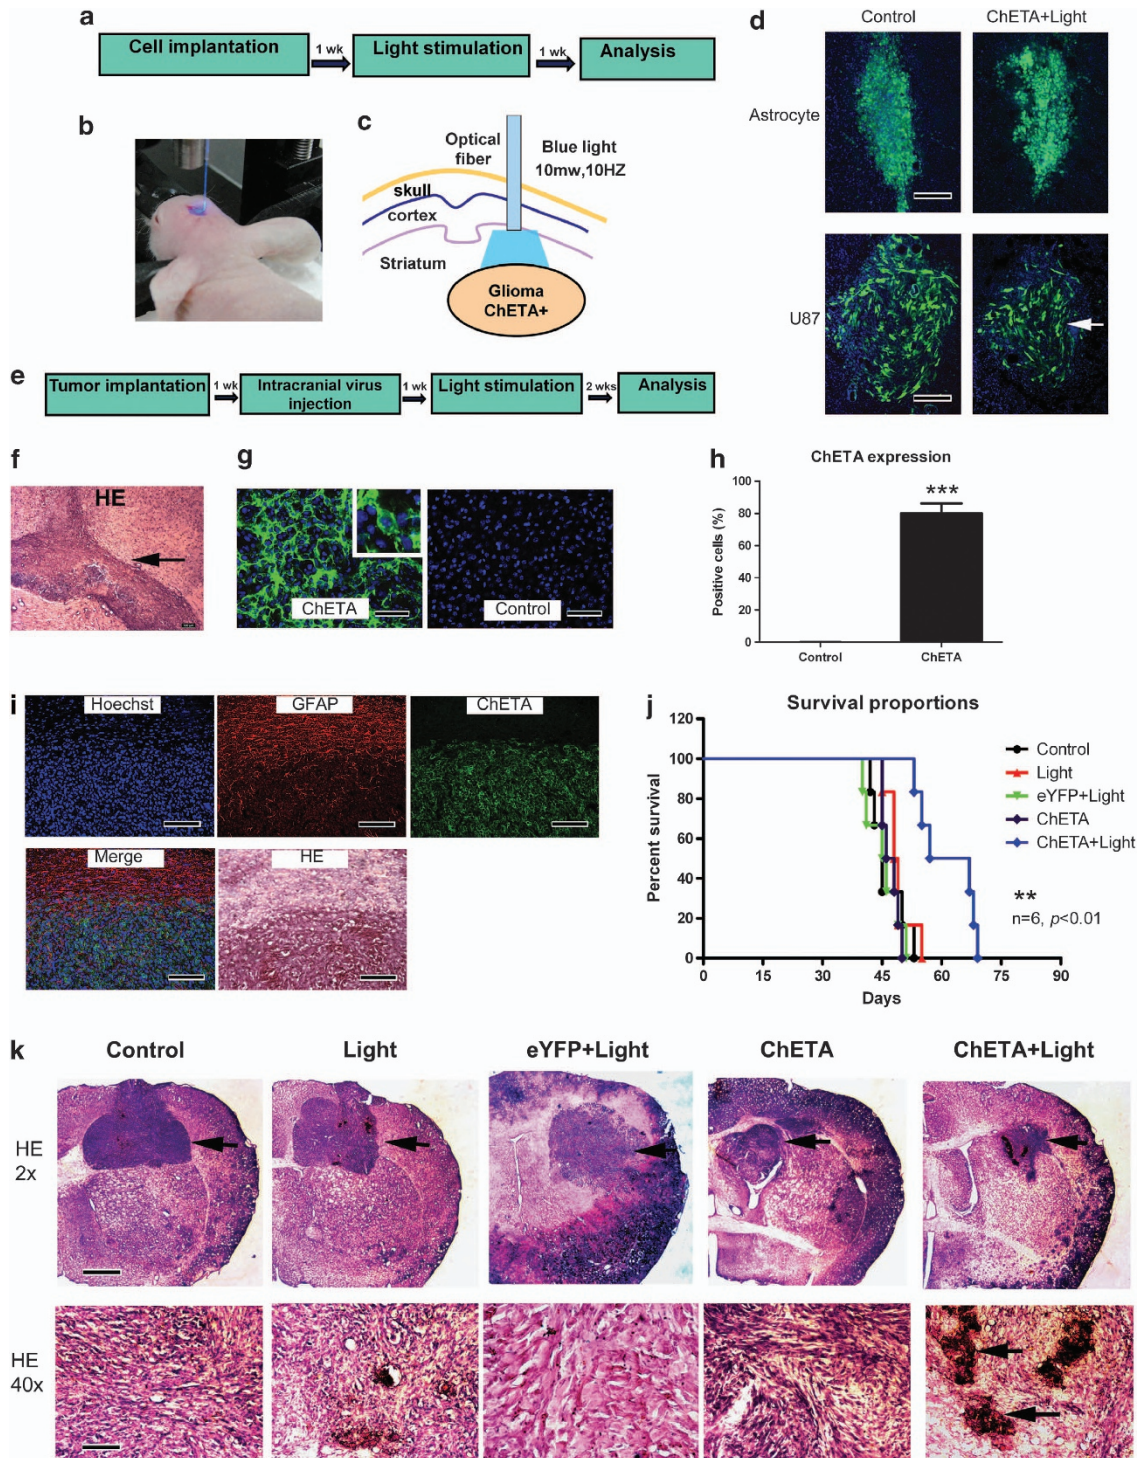 a
Cell implantation
1 wk
Light stimulation
1 wk
Analysis
b
c
Optical
fiber
Blue light
10mw,10HZ
skull
cortex
Striatum
Glioma
ChETA+
d
Control
ChETA+Light
Astrocyte
U87
e
Tumor implantation
1 wk
Intracranial virus
injection
1 wk
Light stimulation
2 wks
Analysis
f
HE
g
ChETA
Control
h
ChETA expression
Positive cells (%)
100
80
60
40
20
0
***
Control
ChETA
i
Hoechst
GFAP
ChETA
Merge
HE
j
Survival proportions
Percent survival
120
100
80
60
40
20
0
0 15 30 45 60 75 90
Days
Control
Light
eYFP+Light
ChETA
ChETA+Light
**
n=6, p<0.01
k
Control
Light
eYFP+Light
ChETA
ChETA+Light
HE
2x
HE
40x